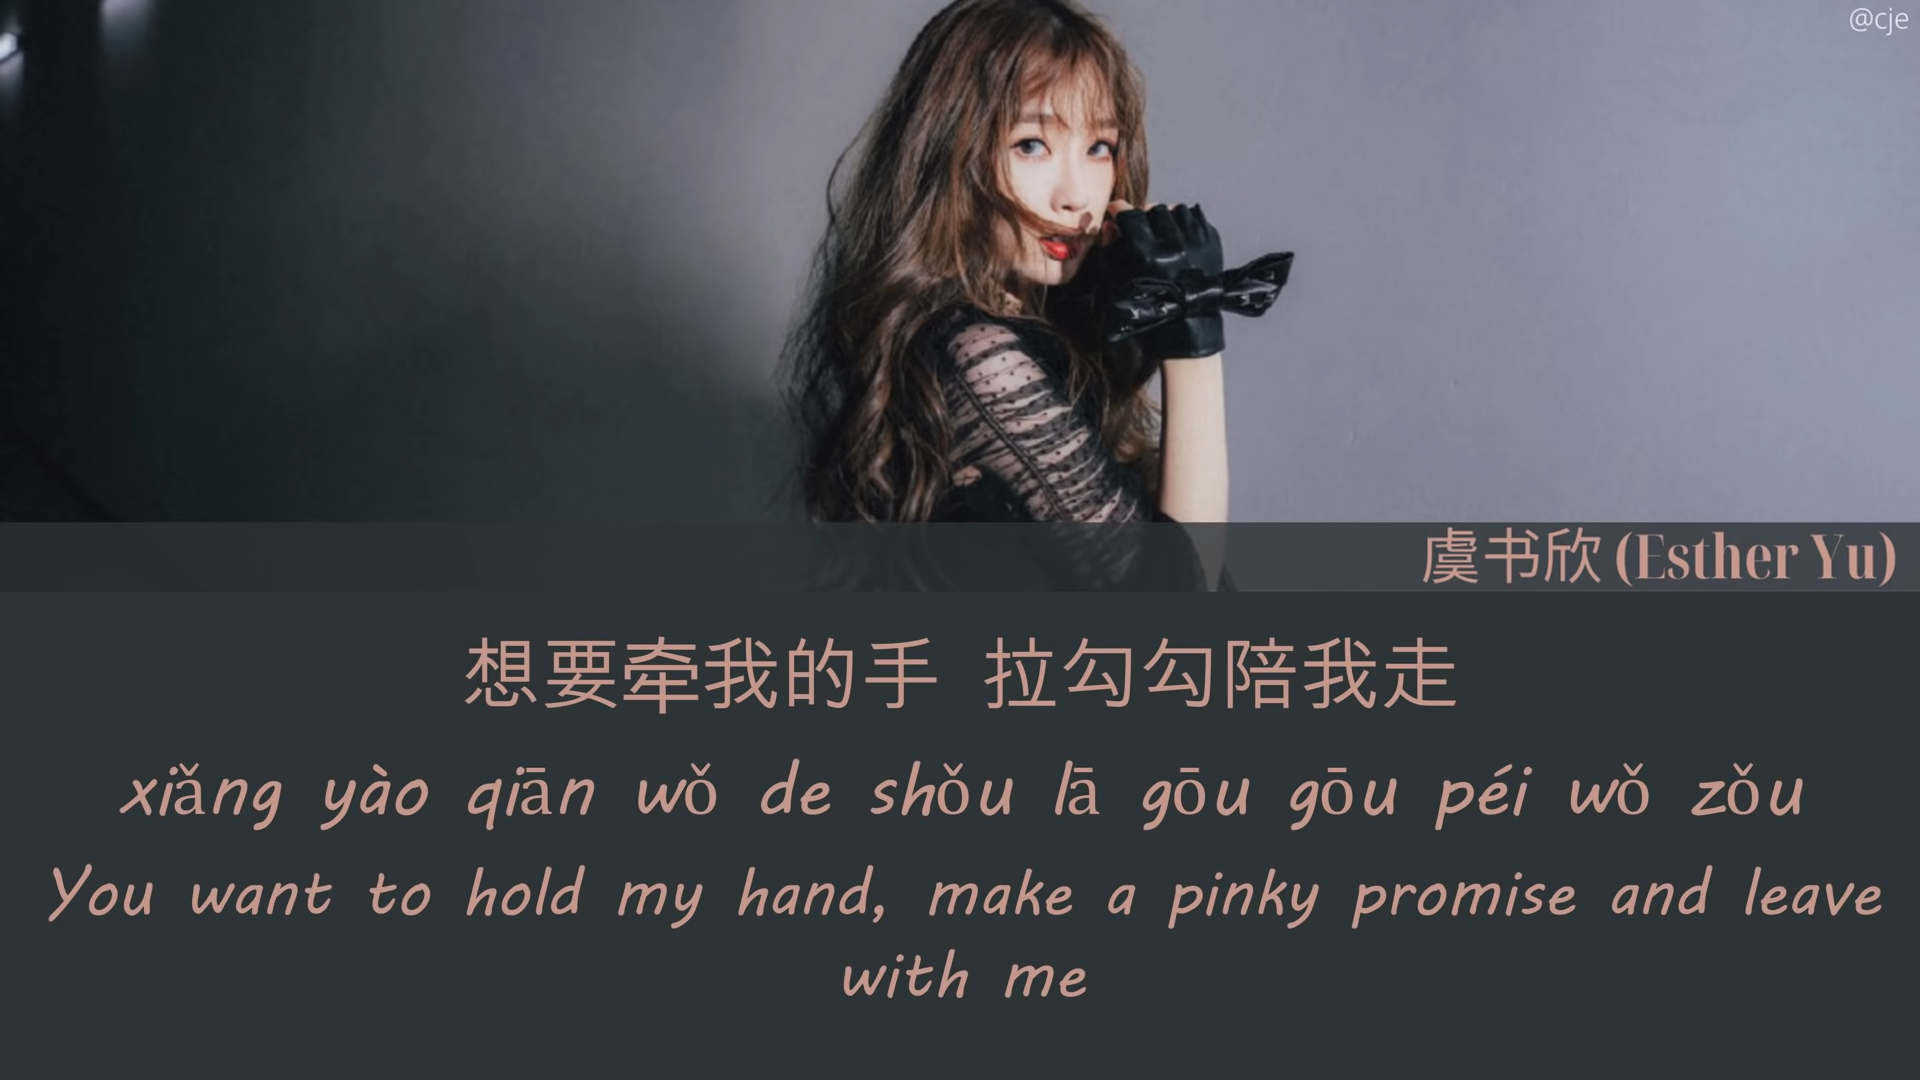 @cje
虞书欣 (Esther Yu)
想要牵我的手 拉勾勾陪我走
xiǎng yào qiān wǒ de shǒu lā gōu gōu péi wǒ zǒu
You want to hold my hand, make a pinky promise and leave
with me